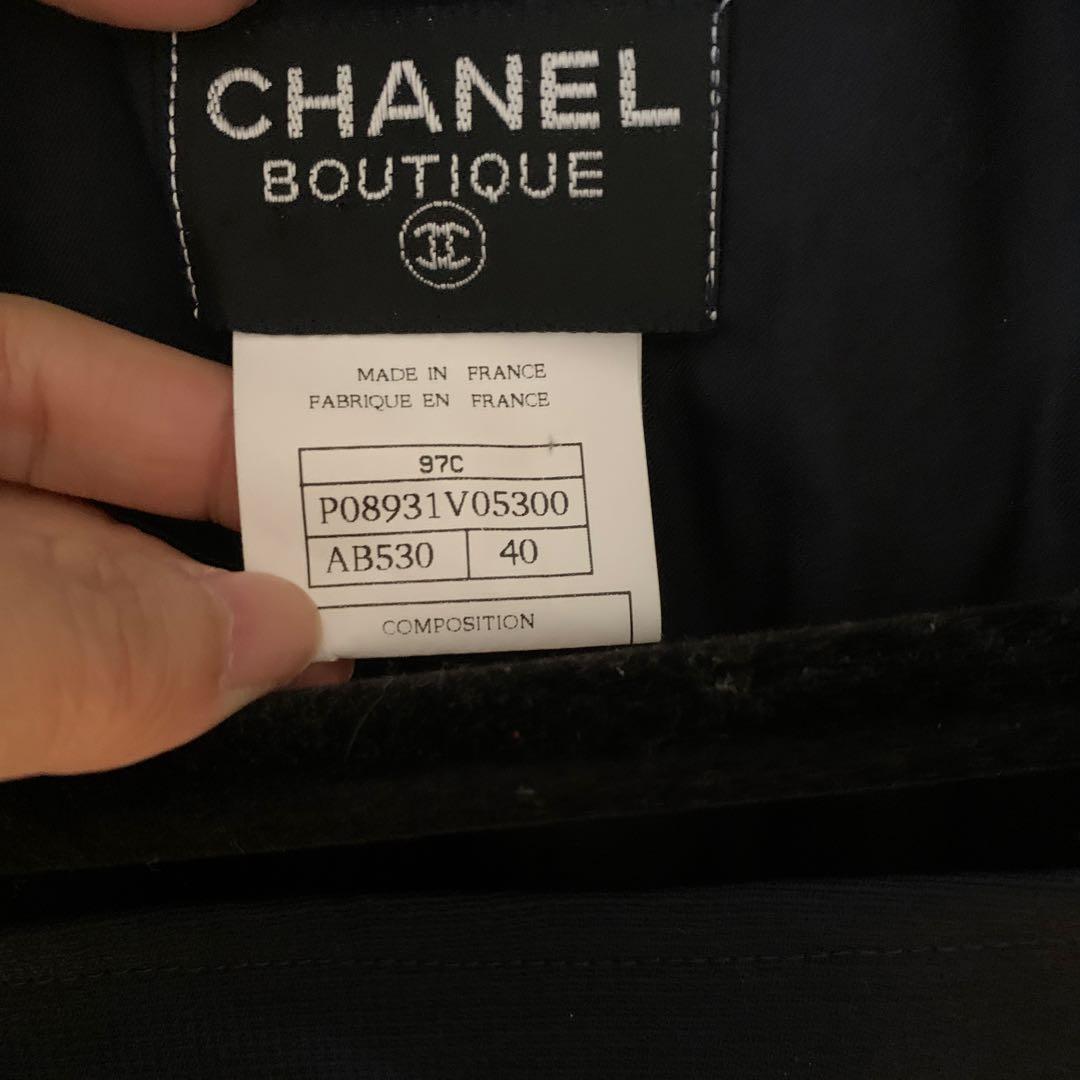 CHANEL
BOUTIQUE
MADE IN FRANCE
FABRIQUE EN FRANCE
97C
P08931V05300
AB530 40
COMPOSITION